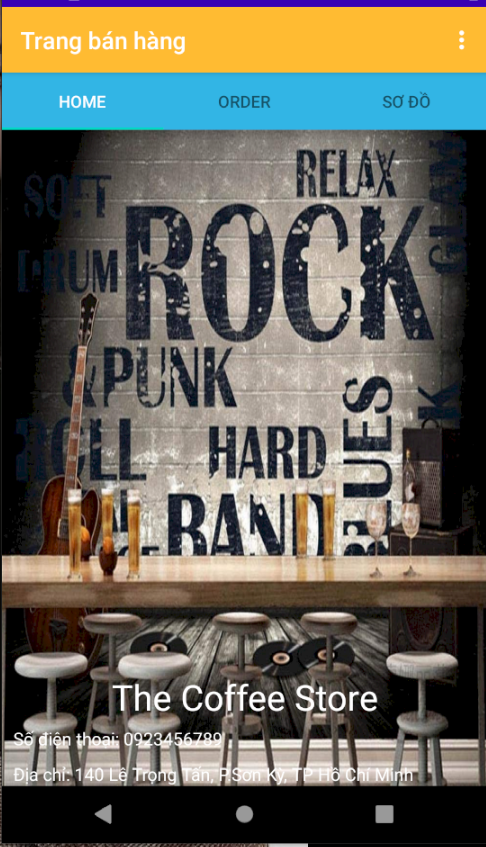 Trang bán hàng
HOME
ORDER
SƠ ĐỒ
RELAX
SOFT
GLAM
ROCK
DRUM
&PUNK
ROLL
HARD
BLUES
BAND
The Coffee Store
Số điện thoại: 0923456789
Địa chỉ: 140 Lê Trọng Tấn, P.Sơn Kỳ, TP Hồ Chí Minh